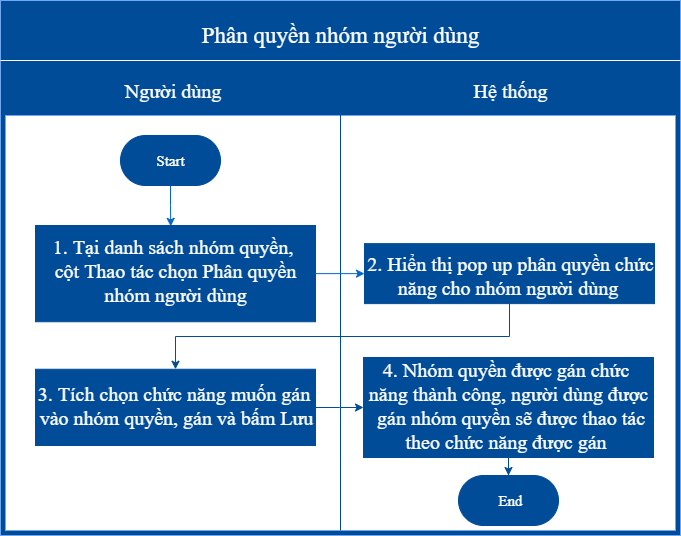 Phân quyền nhóm người dùng
Người dùng
Hệ thống
Start
1. Tại danh sách nhóm quyền,
cột Thao tác chọn Phân quyền
nhóm người dùng
2. Hiển thị pop up phân quyền chức
năng cho nhóm người dùng
3. Tích chọn chức năng muốn gán
vào nhóm quyền, gán và bấm Lưu
4. Nhóm quyền được gán chức
năng thành công, người dùng được
gán nhóm quyền sẽ được thao tác
theo chức năng được gán
End